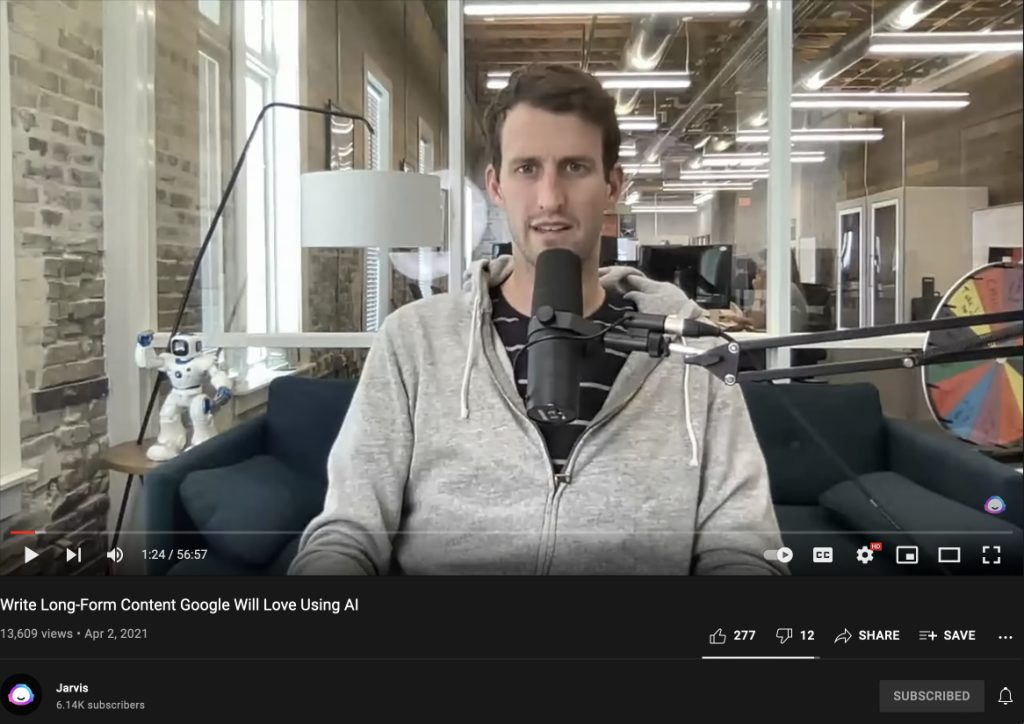 1:24 / 56:57
CC
HD
Write Long-Form Content Google Will Love Using AI
13,609 views • Apr 2, 2021
277
12
SHARE
SAVE
Jarvis
6.14K subscribers
SUBSCRIBED